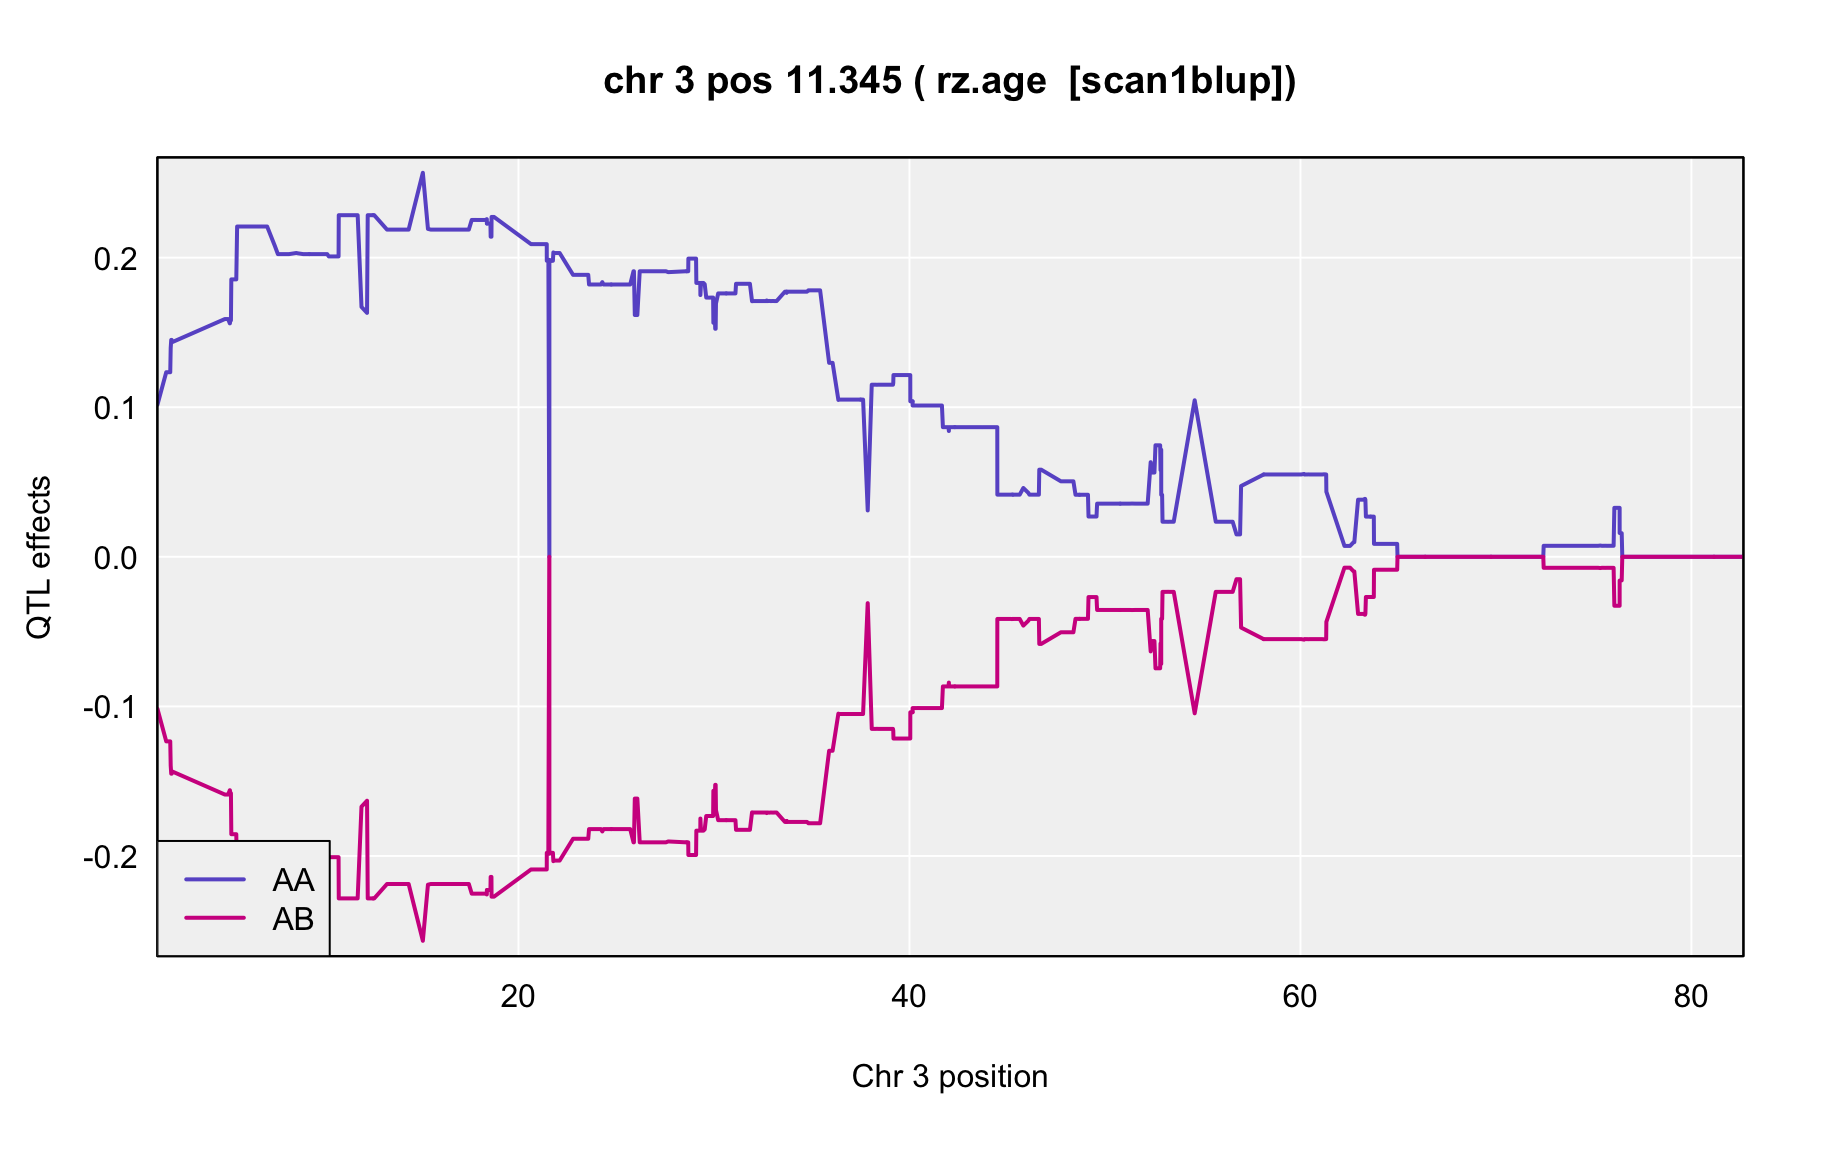 chr 3 pos 11.345 ( rz.age  [scan1blup])
QTL effects
0.2
0.1
0.0
-0.1
-0.2
AA
AB
20 40 60 80
Chr 3 position